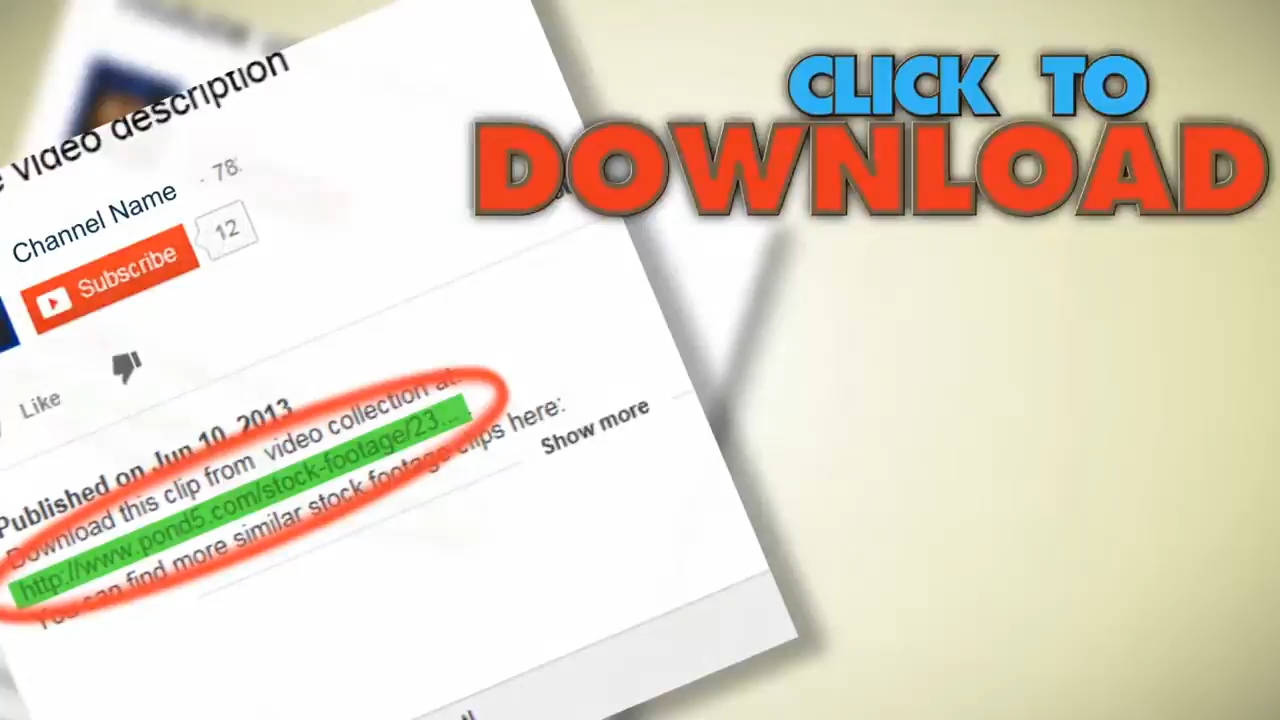 CLICK TO
DOWNLOAD
video description
Channel Name
78
Subscribe
12
Like
Published on Jun 10, 2013
Download this clip from video collection at:
http://www.pond5.com/stock-footage/23...
You can find more similar stock footage clips here:
Show more